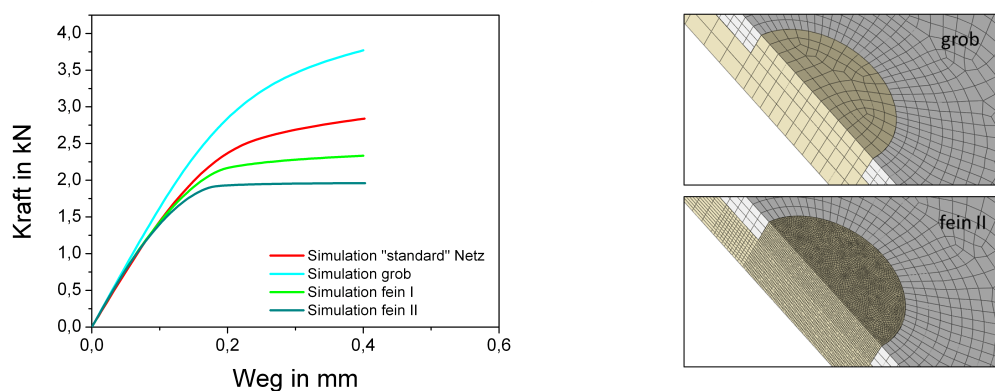 4,0
3,5
3,0
2,5
2,0
1,5
1,0
0,5
0,0
Kraft in kN
0,0 0,2 0,4 0,6
Weg in mm
Simulation "standard" Netz
Simulation grob
Simulation fein I
Simulation fein II
grob
fein II